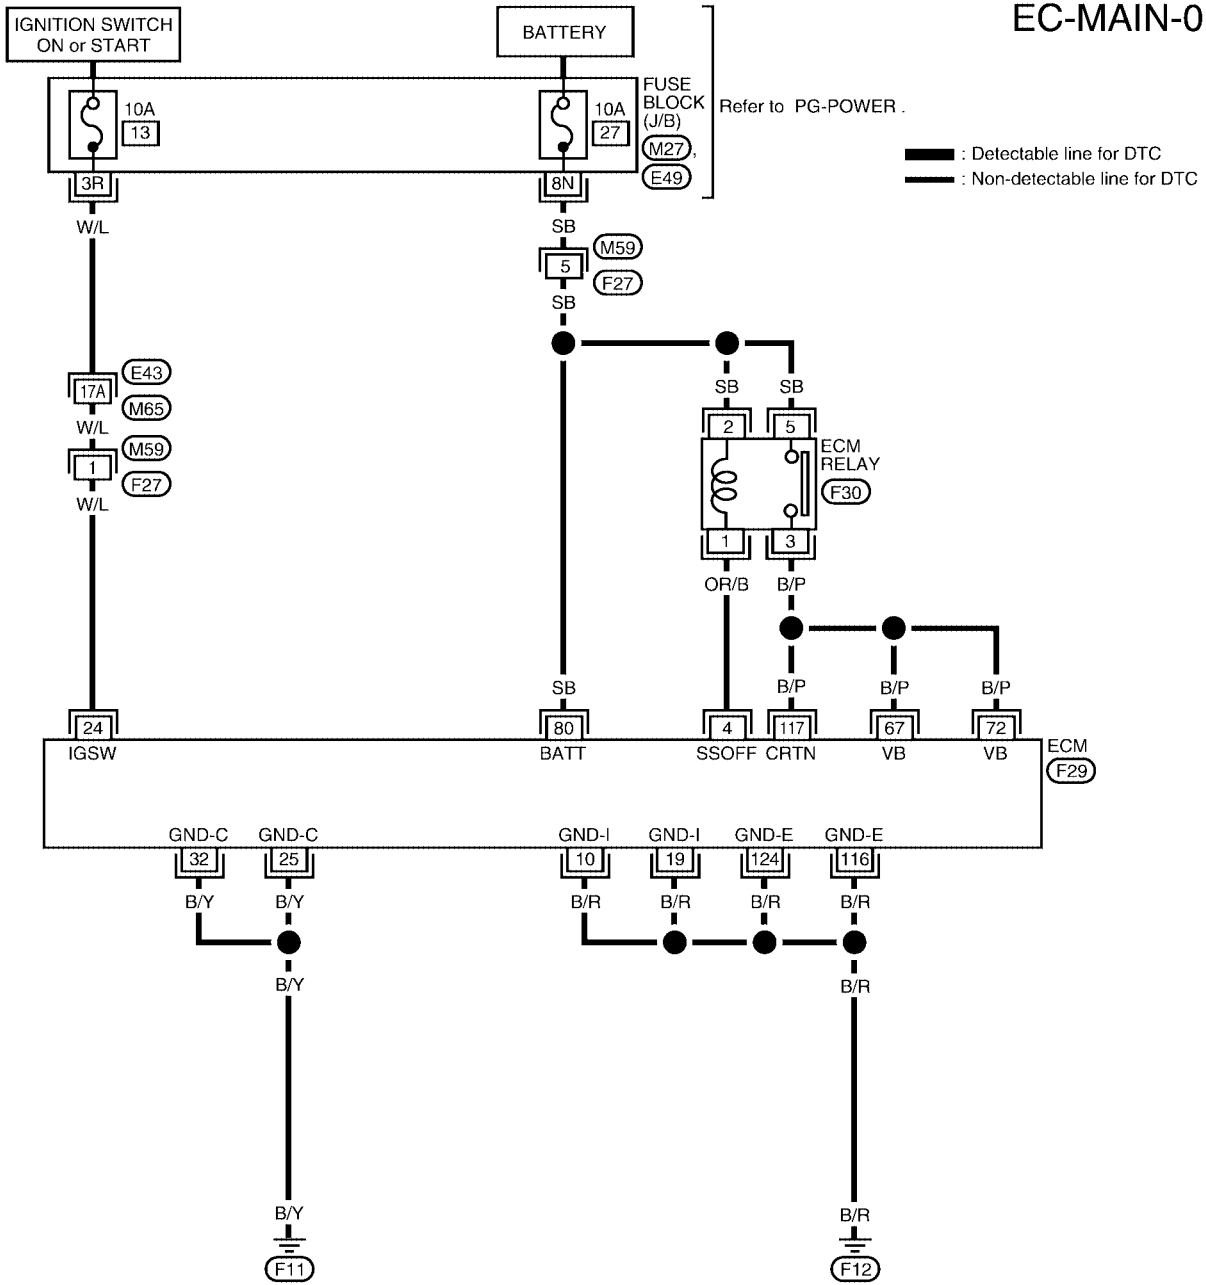 EC-MAIN-0
IGNITION SWITCH
ON or START
BATTERY
10A
13
10A
27
FUSE
BLOCK
(J/B)
M27 ,
E49
Refer to PG-POWER .
: Detectable line for DTC
: Non-detectable line for DTC
3R
8N
W/L
SB
5
M59
F27
SB
17A
E43
M65
W/L
1
M59
F27
W/L
SB
SB
2
5
ECM
RELAY
F30
1
3
OR/B
B/P
SB
B/P
B/P
B/P
24
80
4
117
67
72
IGSW
BATT
SSOFF
CRTN
VB
VB
ECM
F29
GND-C
GND-C
GND-I
GND-I
GND-E
GND-E
32
25
10
19
124
116
B/Y
B/Y
B/R
B/R
B/R
B/R
B/Y
B/R
B/Y
B/R
F11
F12